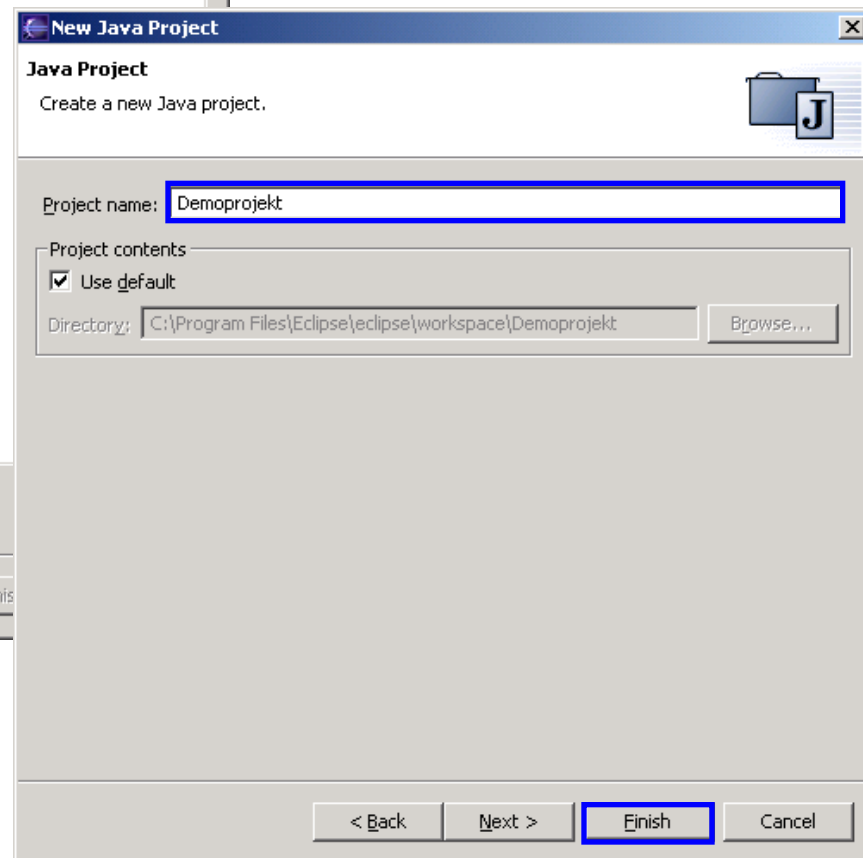 New Java Project
Java Project
Create a new Java project.
J
Project name: Demoprojekt
Project contents
Use default
Directory: C:\Program Files\Eclipse\eclipse\workspace\Demoprojekt Browse...
< Back Next > Finish Cancel